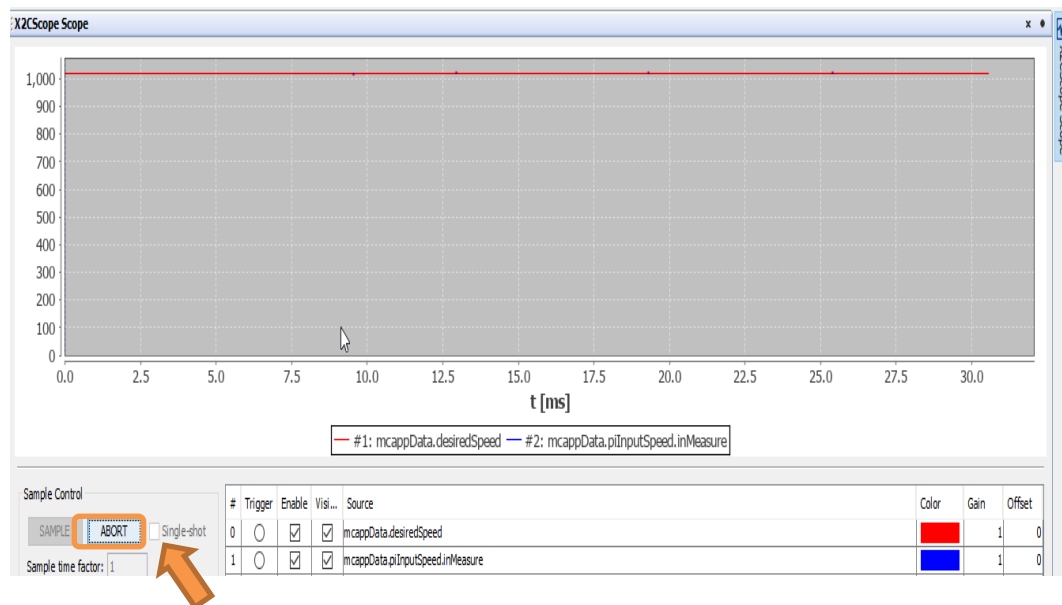 X2CScope Scope
x
1,000
900
800
700
600
500
400
300
200
100
0
0.0 2.5 5.0 7.5 10.0 12.5 15.0 17.5 20.0 22.5 25.0 27.5 30.0
t [ms]
#1: mcappData.desiredSpeed #2: mcappData.piInputSpeed.inMeasure
Sample Control
SAMPLE ABORT Single-shot
Sample time factor: 1
# Trigger Enable Visi... Source Color Gain Offset
0 mcappData.desiredSpeed 1 0
1 mcappData.piInputSpeed.inMeasure 1 0